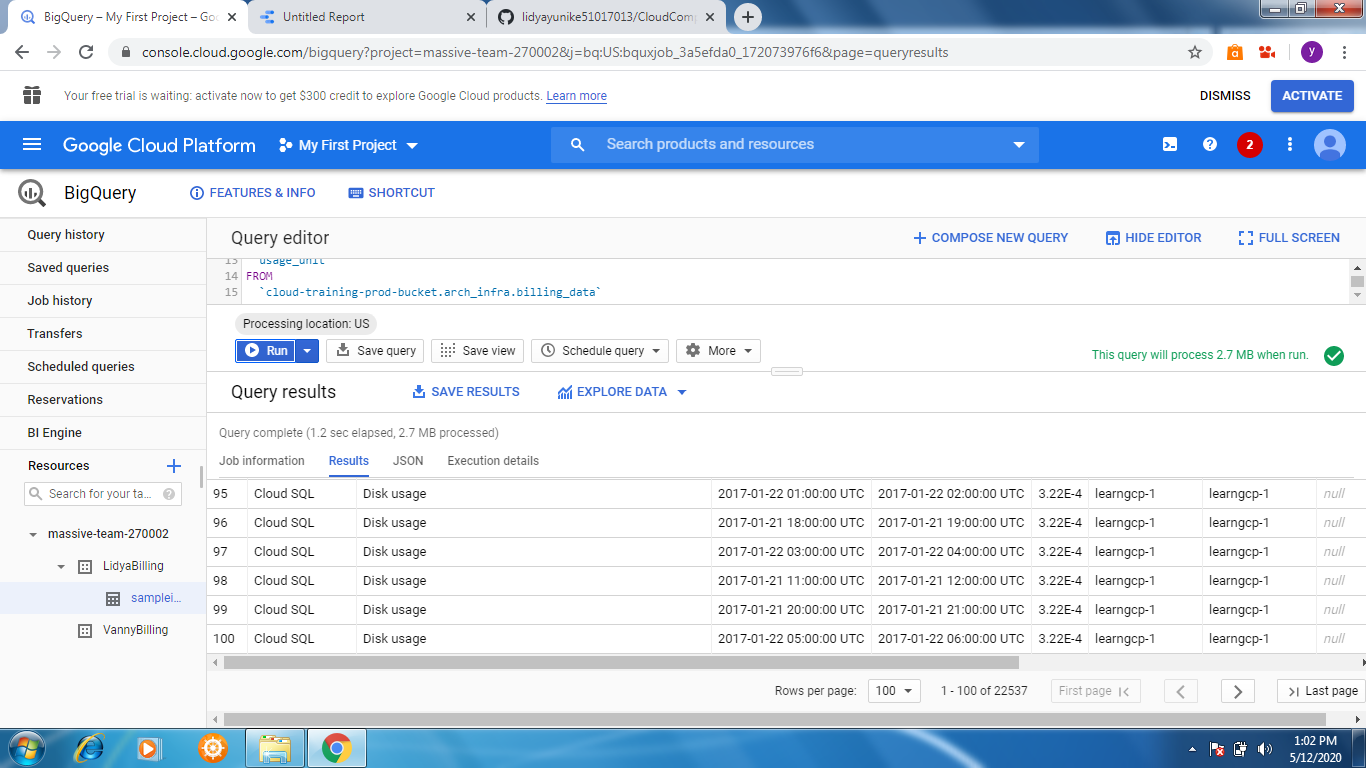 BigQuery – My First Project – Goo
Untitled Report
lidyayunike51017013/CloudComp
console.cloud.google.com/bigquery?project=massive-team-270002&j=bq:US:bquxjob_3a5efda0_172073976f6&page=queryresults
y
Your free trial is waiting: activate now to get $300 credit to explore Google Cloud products. Learn more
DISMISS
ACTIVATE
Google Cloud Platform
My First Project
Search products and resources
2
BigQuery
FEATURES & INFO
SHORTCUT
Query history
Saved queries
Job history
Transfers
Scheduled queries
Reservations
BI Engine
Resources
Search for your ta...
massive-team-270002
LidyaBilling
samplei...
VannyBilling
Query editor
COMPOSE NEW QUERY
HIDE EDITOR
FULL SCREEN
13 usage_unit
14 FROM
15 `cloud-training-prod-bucket.arch_infra.billing_data`
Processing location: US
Run
Save query
Save view
Schedule query
More
This query will process 2.7 MB when run.
Query results
SAVE RESULTS
EXPLORE DATA
Query complete (1.2 sec elapsed, 2.7 MB processed)
Job information Results JSON Execution details
95 Cloud SQL Disk usage 2017-01-22 01:00:00 UTC 2017-01-22 02:00:00 UTC 3.22E-4 learngcp-1 learngcp-1 null
96 Cloud SQL Disk usage 2017-01-21 18:00:00 UTC 2017-01-21 19:00:00 UTC 3.22E-4 learngcp-1 learngcp-1 null
97 Cloud SQL Disk usage 2017-01-22 03:00:00 UTC 2017-01-22 04:00:00 UTC 3.22E-4 learngcp-1 learngcp-1 null
98 Cloud SQL Disk usage 2017-01-21 11:00:00 UTC 2017-01-21 12:00:00 UTC 3.22E-4 learngcp-1 learngcp-1 null
99 Cloud SQL Disk usage 2017-01-21 20:00:00 UTC 2017-01-21 21:00:00 UTC 3.22E-4 learngcp-1 learngcp-1 null
100 Cloud SQL Disk usage 2017-01-22 05:00:00 UTC 2017-01-22 06:00:00 UTC 3.22E-4 learngcp-1 learngcp-1 null
Rows per page: 100 1 - 100 of 22537 First page Last page
1:02 PM
5/12/2020